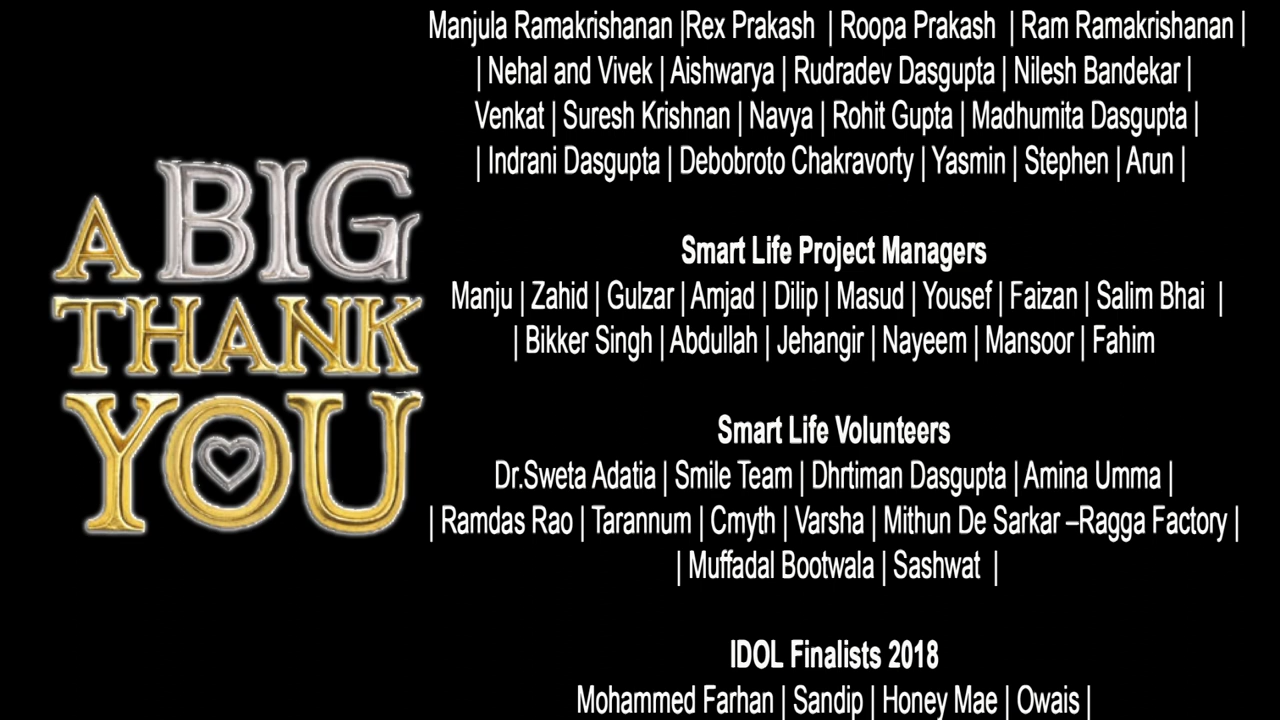 A BIG
THANK
YOU
Manjula Ramakrishanan |Rex Prakash | Roopa Prakash | Ram Ramakrishanan |
| Nehal and Vivek | Aishwarya | Rudradev Dasgupta | Nilesh Bandekar |
Venkat | Suresh Krishnan | Navya | Rohit Gupta | Madhumita Dasgupta |
| Indrani Dasgupta | Debobroto Chakravorty | Yasmin | Stephen | Arun |
Smart Life Project Managers
Manju | Zahid | Gulzar | Amjad | Dilip | Masud | Yousef | Faizan | Salim Bhai |
| Bikker Singh | Abdullah | Jehangir | Nayeem | Mansoor | Fahim
Smart Life Volunteers
Dr.Sweta Adatia | Smile Team | Dhrtiman Dasgupta | Amina Umma |
| Ramdas Rao | Tarannum | Cmyth | Varsha | Mithun De Sarkar –Ragga Factory |
| Muffadal Bootwala | Sashwat |
IDOL Finalists 2018
Mohammed Farhan | Sandip | Honey Mae | Owais |